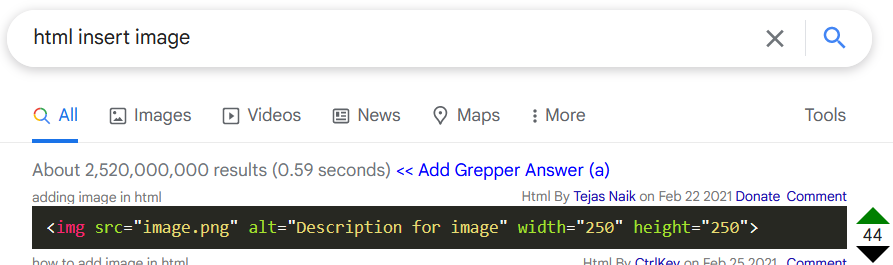 html insert image
All Images Videos News Maps More Tools
About 2,520,000,000 results (0.59 seconds) << Add Grepper Answer (a)
adding image in html Html By Tejas Naik on Feb 22 2021 Donate Comment
<img src="image.png" alt="Description for image" width="250" height="250">
44
how to add image in html Html By CtrlKey on Feb 25 2021 Comment